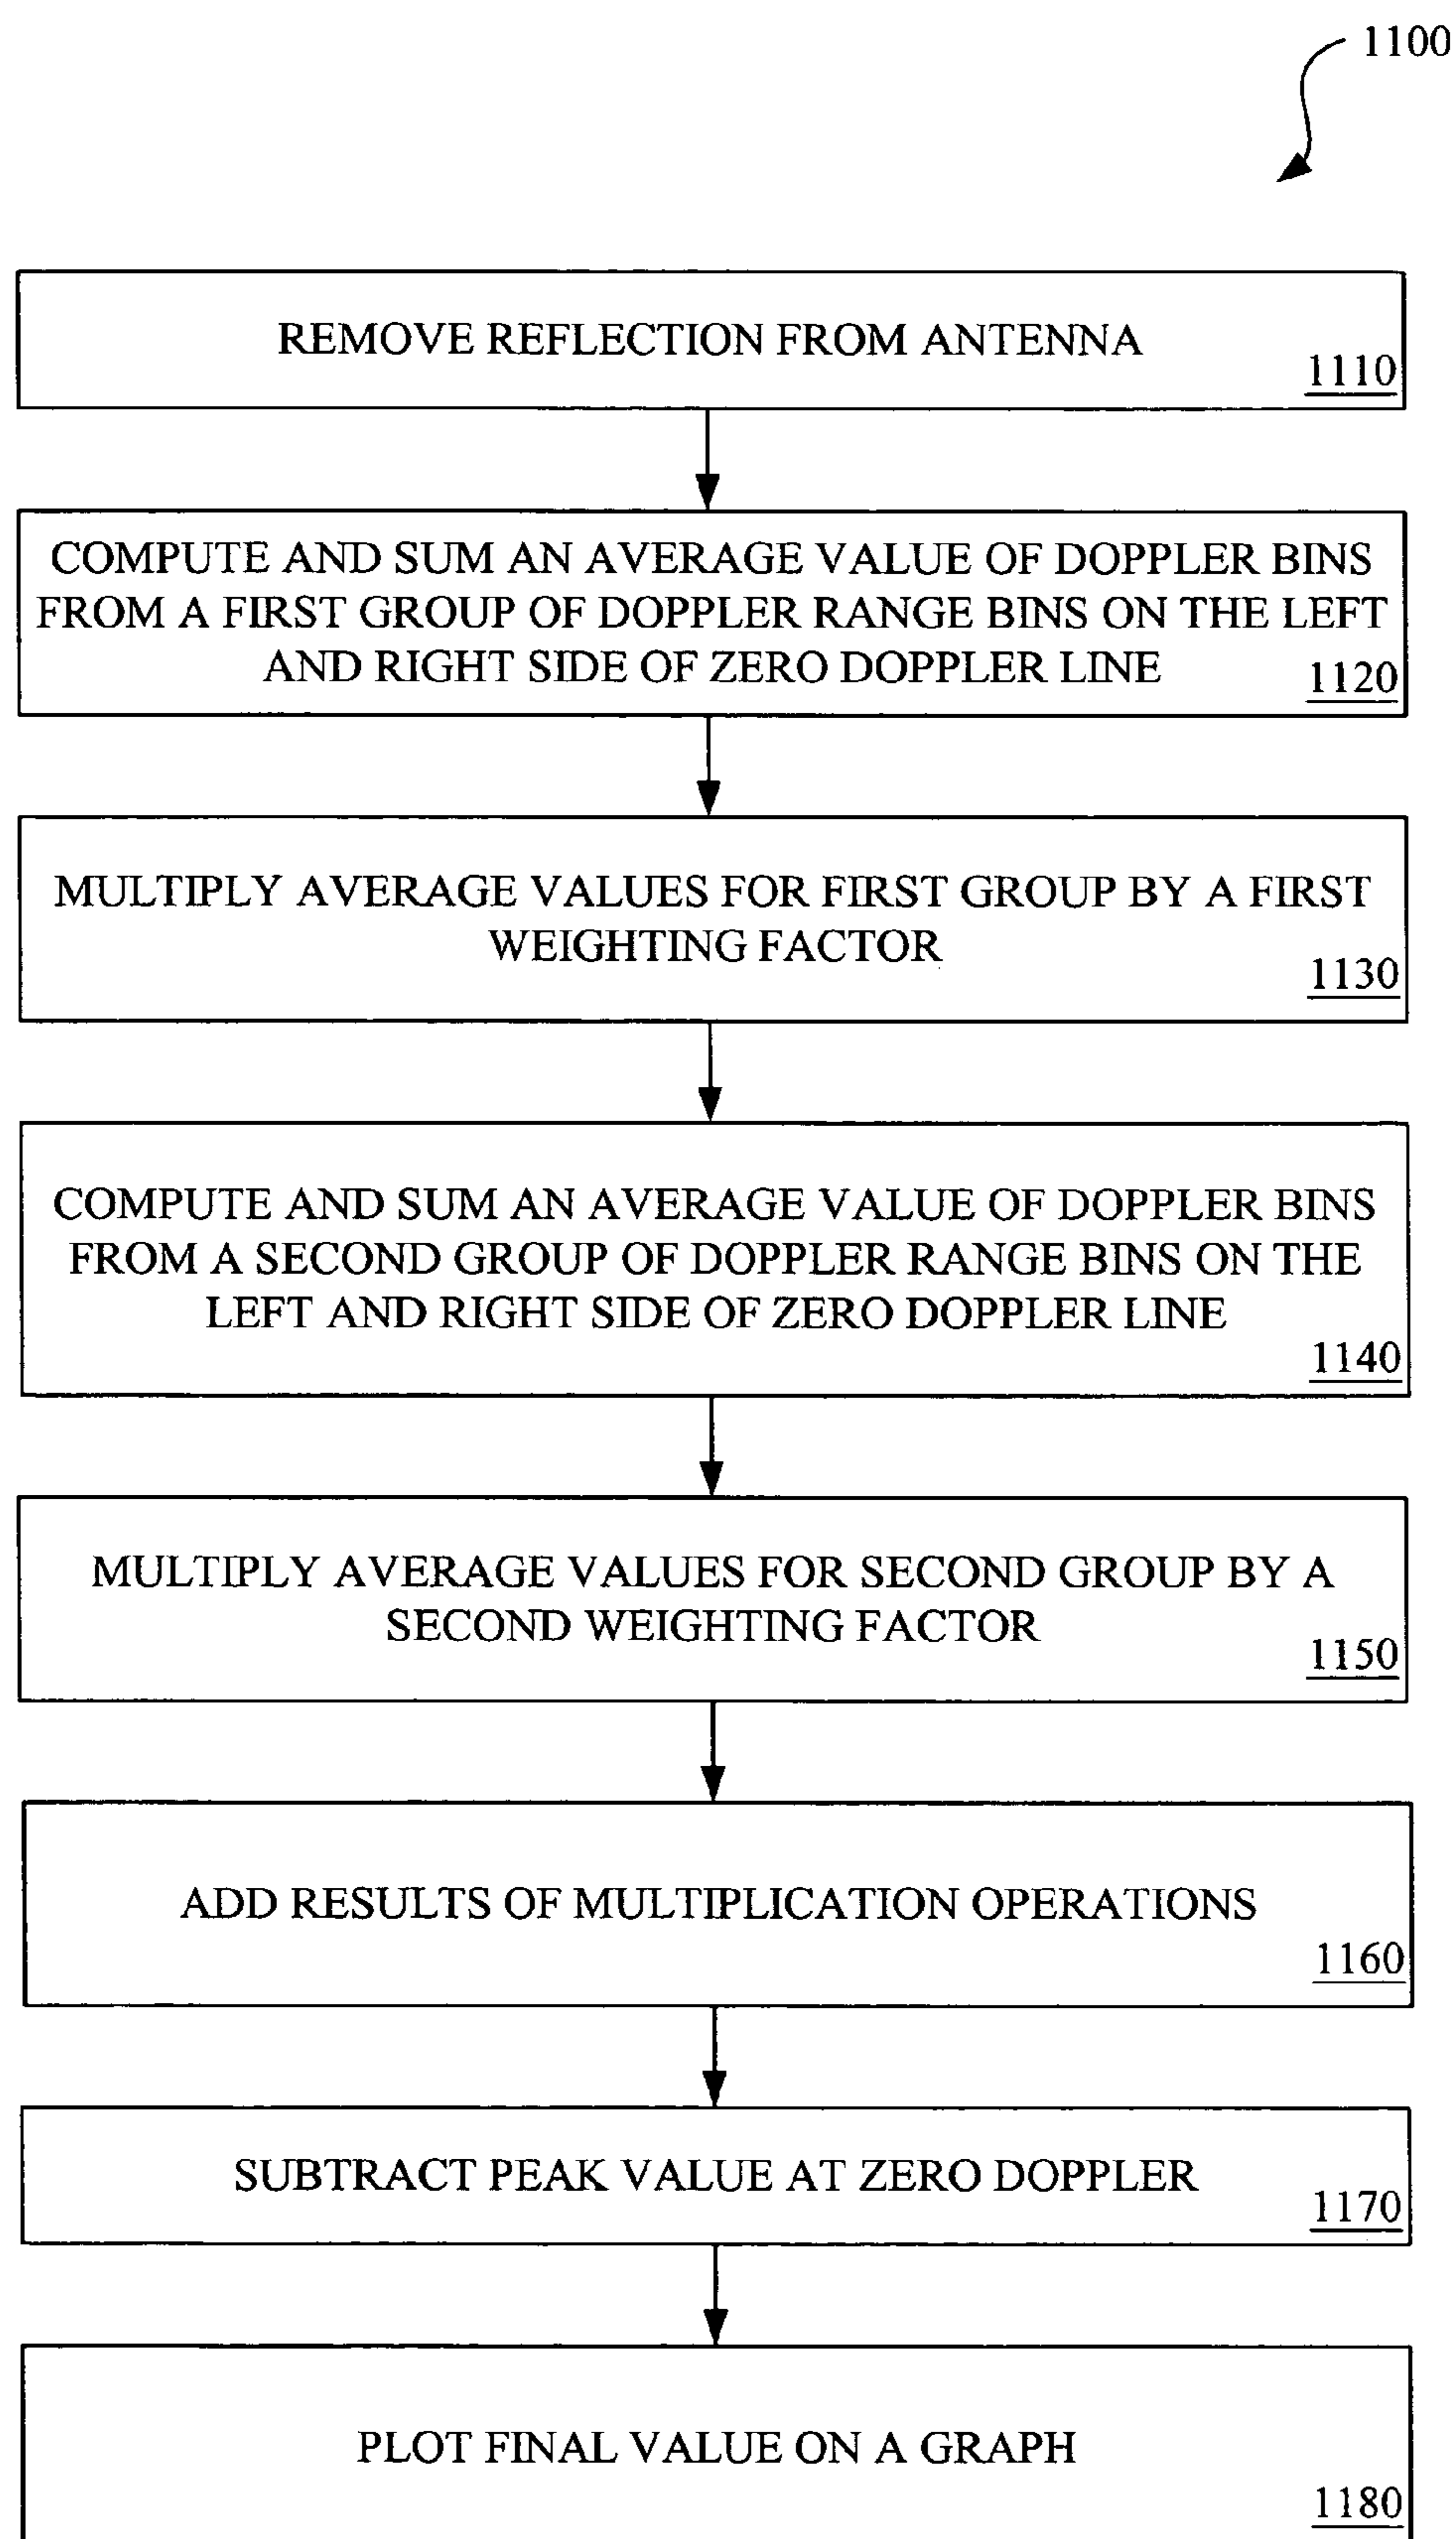 1100
REMOVE REFLECTION FROM ANTENNA
1110
COMPUTE AND SUM AN AVERAGE VALUE OF DOPPLER BINS
FROM A FIRST GROUP OF DOPPLER RANGE BINS ON THE LEFT
AND RIGHT SIDE OF ZERO DOPPLER LINE
1120
MULTIPLY AVERAGE VALUES FOR FIRST GROUP BY A FIRST
WEIGHTING FACTOR
1130
COMPUTE AND SUM AN AVERAGE VALUE OF DOPPLER BINS
FROM A SECOND GROUP OF DOPPLER RANGE BINS ON THE
LEFT AND RIGHT SIDE OF ZERO DOPPLER LINE
1140
MULTIPLY AVERAGE VALUES FOR SECOND GROUP BY A
SECOND WEIGHTING FACTOR
1150
ADD RESULTS OF MULTIPLICATION OPERATIONS
1160
SUBTRACT PEAK VALUE AT ZERO DOPPLER
1170
PLOT FINAL VALUE ON A GRAPH
1180